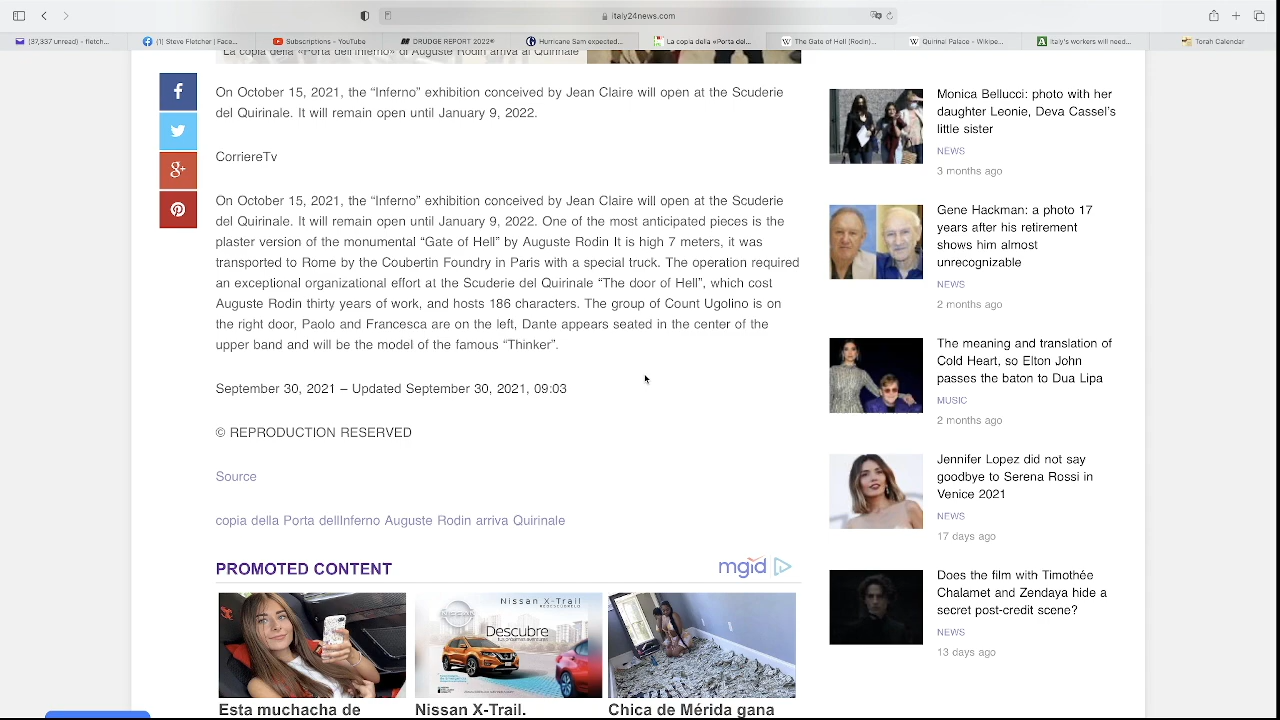 italy24news.com
(37,337 unread) - fletch...
(1) Steve Fletcher | Face...
Subscriptions - YouTube
DRUDGE REPORT 2022®
Hurricane Sam expected...
La copia della «Porta del...
The Gate of Hell (Rodin)...
Quirinal Palace - Wikipe...
Italy's workers will need...
Torah Calendar
La copia della «Porta dell'Inferno» di Auguste Rodin arriva al Quirinale
On October 15, 2021, the “Inferno” exhibition conceived by Jean Claire will open at the Scuderie
del Quirinale. It will remain open until January 9, 2022.
CorriereTv
On October 15, 2021, the “Inferno” exhibition conceived by Jean Claire will open at the Scuderie
del Quirinale. It will remain open until January 9, 2022. One of the most anticipated pieces is the
plaster version of the monumental “Gate of Hell” by Auguste Rodin It is high 7 meters, it was
transported to Rome by the Coubertin Foundry in Paris with a special truck. The operation required
an exceptional organizational effort at the Scuderie del Quirinale “The door of Hell”, which cost
Auguste Rodin thirty years of work, and hosts 186 characters. The group of Count Ugolino is on
the right door, Paolo and Francesca are on the left, Dante appears seated in the center of the
upper band and will be the model of the famous “Thinker”.
September 30, 2021 – Updated September 30, 2021, 09:03
© REPRODUCTION RESERVED
Source
copia della Porta dellInferno Auguste Rodin arriva Quirinale
PROMOTED CONTENT
mgid
Nissan X-Trail
Descubre
Esta muchacha de
Nissan X-Trail.
Chica de Mérida gana
Monica Bellucci: photo with her
daughter Leonie, Deva Cassel’s
little sister
NEWS
3 months ago
Gene Hackman: a photo 17
years after his retirement
shows him almost
unrecognizable
NEWS
2 months ago
The meaning and translation of
Cold Heart, so Elton John
passes the baton to Dua Lipa
MUSIC
2 months ago
Jennifer Lopez did not say
goodbye to Serena Rossi in
Venice 2021
NEWS
17 days ago
Does the film with Timothée
Chalamet and Zendaya hide a
secret post-credit scene?
NEWS
13 days ago